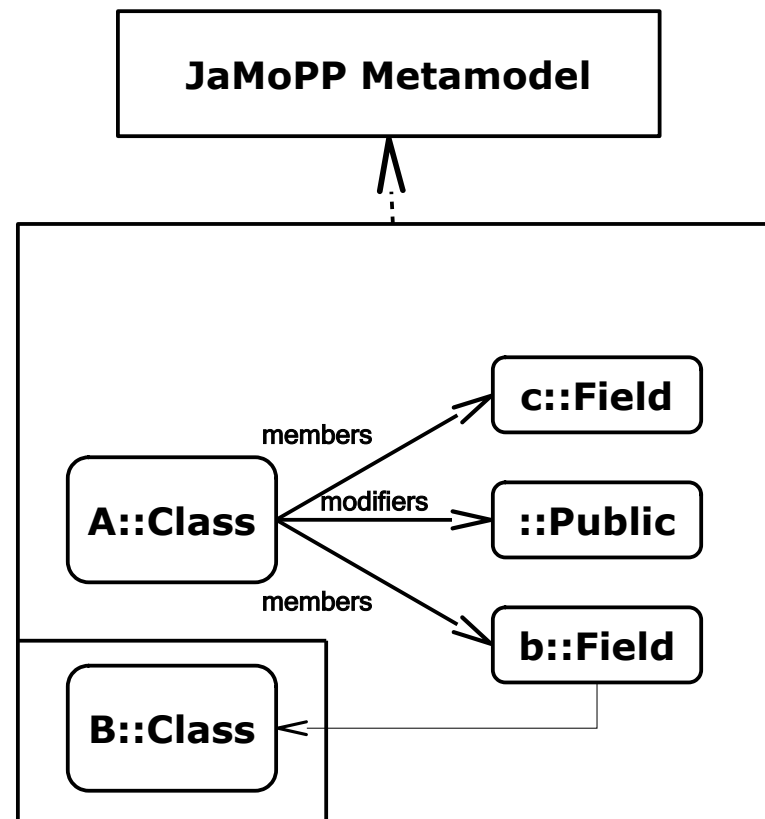 JaMoPP Metamodel
c::Field
members
A::Class
modifiers
::Public
members
b::Field
B::Class